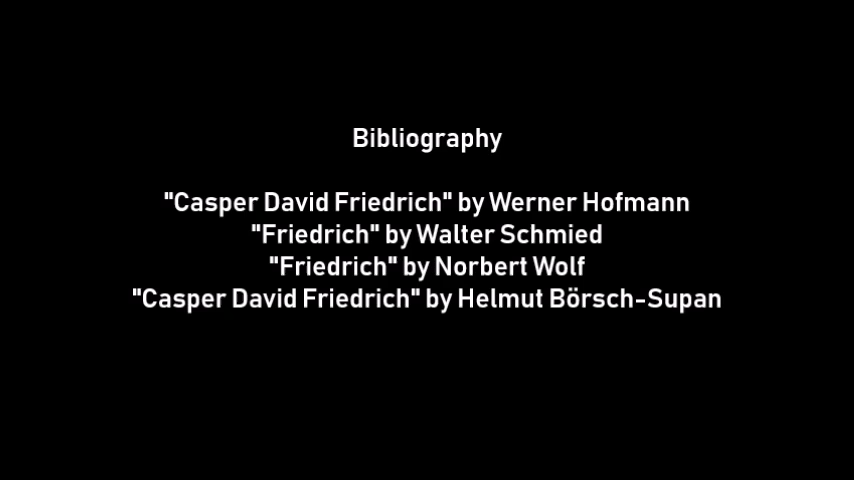 Bibliography
"Casper David Friedrich" by Werner Hofmann
"Friedrich" by Walter Schmied
"Friedrich" by Norbert Wolf
"Casper David Friedrich" by Helmut Börsch-Supan